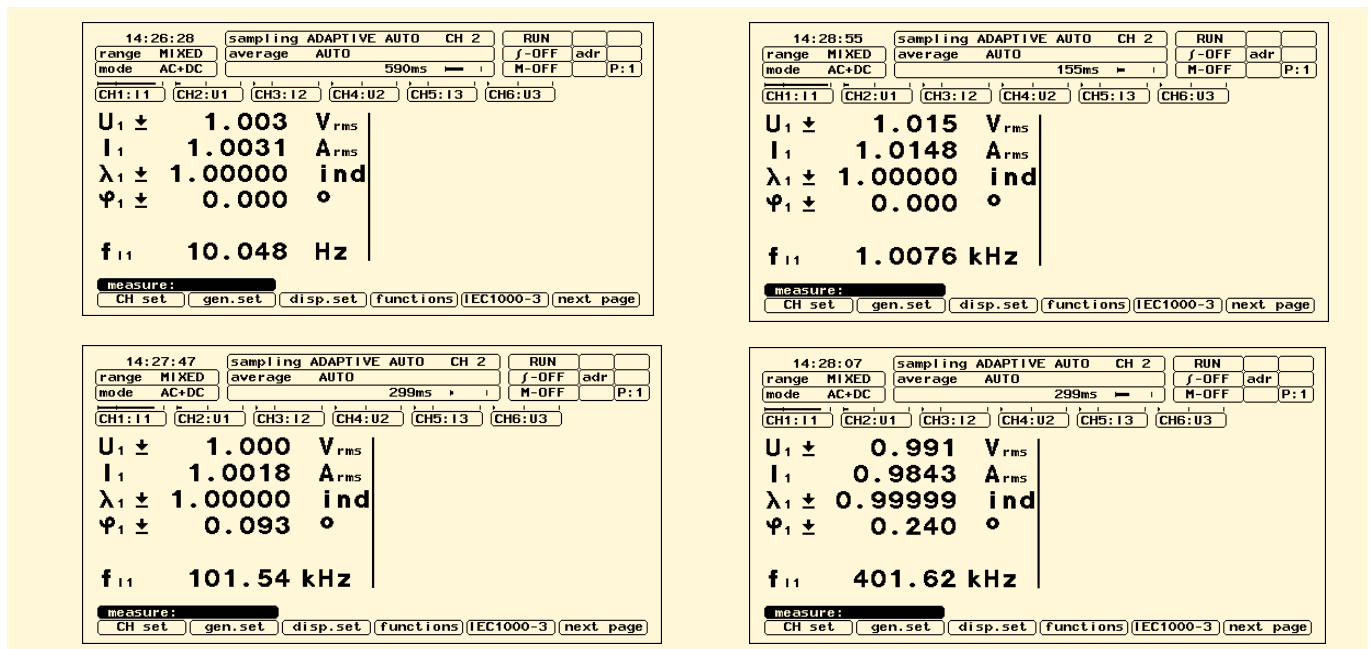 14:26:28 sampling ADAPTIVE AUTO CH 2 RUN
range MIXED average AUTO ∫-OFF adr
mode AC+DC 590ms M-OFF P:1
CH1:I1 CH2:U1 CH3:I2 CH4:U2 CH5:I3 CH6:U3
U1 ± 1.003 Vrms
I1 1.0031 Arms
λ1 ± 1.00000 ind
φ1 ± 0.000 °
fI1 10.048 Hz
measure:
CH set gen.set disp.set functions IEC1000-3 next page
14:28:55 sampling ADAPTIVE AUTO CH 2 RUN
range MIXED average AUTO ∫-OFF adr
mode AC+DC 155ms M-OFF P:1
CH1:I1 CH2:U1 CH3:I2 CH4:U2 CH5:I3 CH6:U3
U1 ± 1.015 Vrms
I1 1.0148 Arms
λ1 ± 1.00000 ind
φ1 ± 0.000 °
fI1 1.0076 kHz
measure:
CH set gen.set disp.set functions IEC1000-3 next page
14:27:47 sampling ADAPTIVE AUTO CH 2 RUN
range MIXED average AUTO ∫-OFF adr
mode AC+DC 299ms M-OFF P:1
CH1:I1 CH2:U1 CH3:I2 CH4:U2 CH5:I3 CH6:U3
U1 ± 1.000 Vrms
I1 1.0018 Arms
λ1 ± 1.00000 ind
φ1 ± 0.093 °
fI1 101.54 kHz
measure:
CH set gen.set disp.set functions IEC1000-3 next page
14:28:07 sampling ADAPTIVE AUTO CH 2 RUN
range MIXED average AUTO ∫-OFF adr
mode AC+DC 299ms M-OFF P:1
CH1:I1 CH2:U1 CH3:I2 CH4:U2 CH5:I3 CH6:U3
U1 ± 0.991 Vrms
I1 0.9843 Arms
λ1 ± 0.99999 ind
φ1 ± 0.240 °
fI1 401.62 kHz
measure:
CH set gen.set disp.set functions IEC1000-3 next page